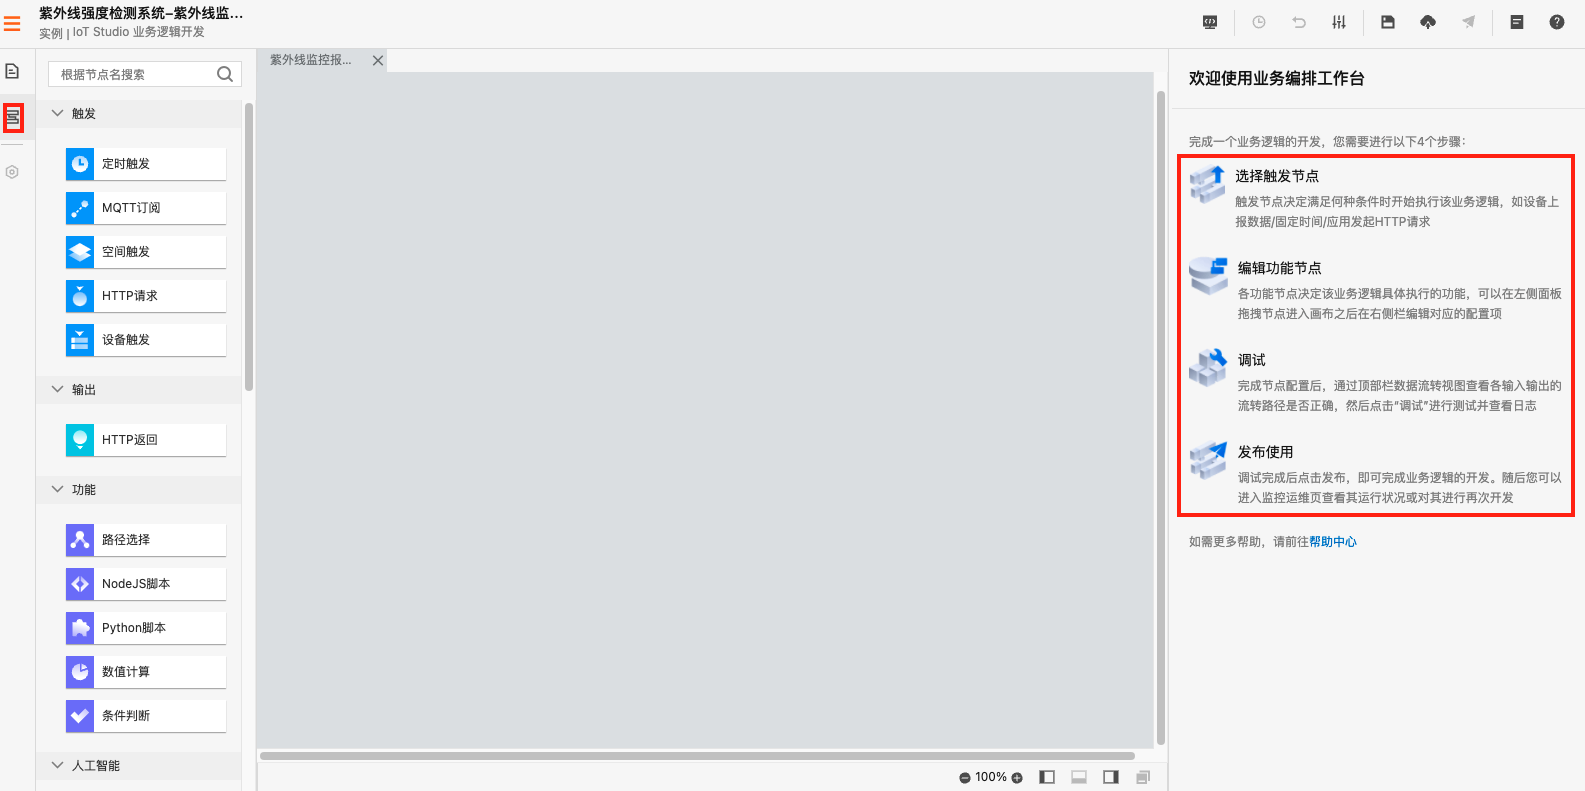 紫外线强度检测系统-紫外线监...
实例 | IoT Studio 业务逻辑开发
根据节点名搜索
触发
定时触发
MQTT订阅
空间触发
HTTP请求
设备触发
输出
HTTP返回
功能
路径选择
NodeJS脚本
Python脚本
数值计算
条件判断
人工智能
紫外线监控报...
100%
欢迎使用业务编排工作台
完成一个业务逻辑的开发，您需要进行以下4个步骤：
选择触发节点
触发节点决定满足何种条件时开始执行该业务逻辑，如设备上
报数据/固定时间/应用发起HTTP请求
编辑功能节点
各功能节点决定该业务逻辑具体执行的功能，可以在左侧面板
拖拽节点进入画布之后在右侧栏编辑对应的配置项
调试
完成节点配置后，通过顶部栏数据流转视图查看各输入输出的
流转路径是否正确，然后点击“调试”进行测试并查看日志
发布使用
调试完成后点击发布，即可完成业务逻辑的开发。随后您可以
进入监控运维页查看其运行状况或对其进行再次开发
如需更多帮助，请前往帮助中心